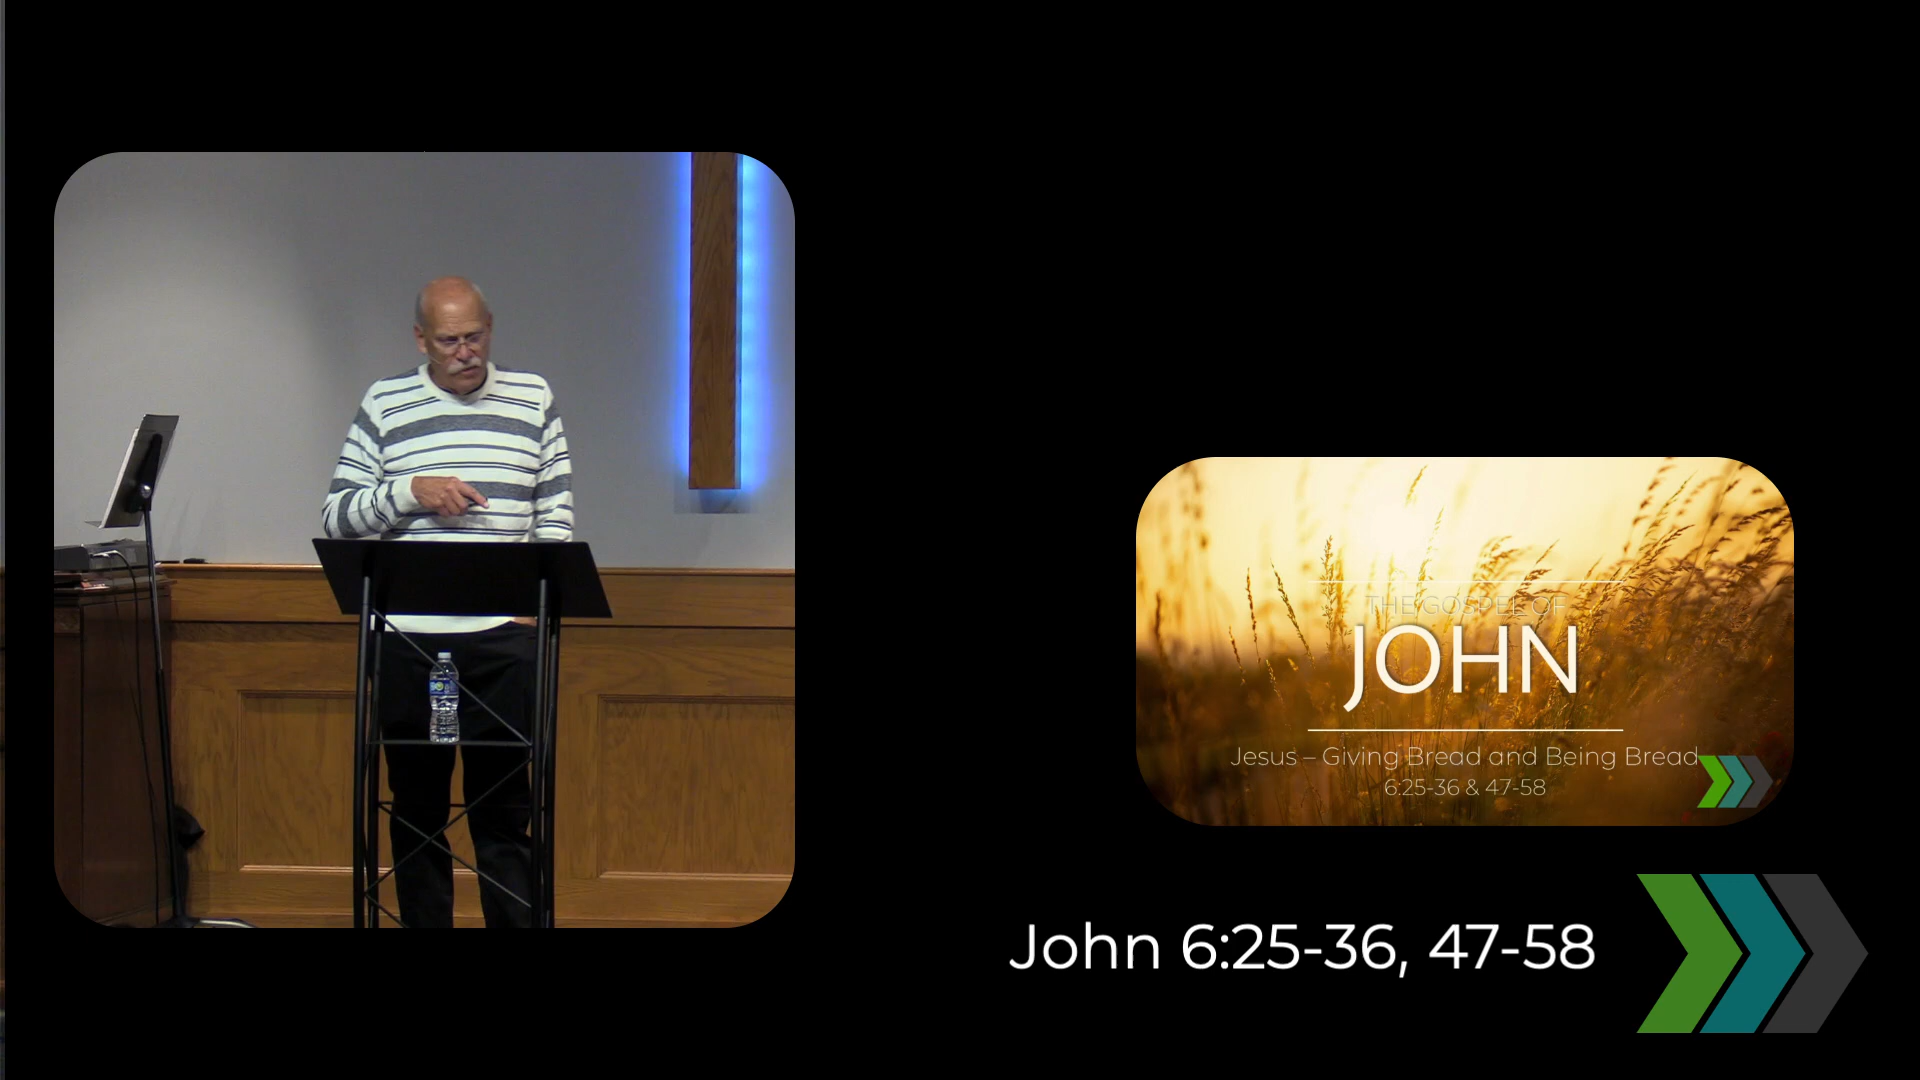 THE GOSPEL OF
JOHN
Jesus – Giving Bread and Being Bread
6:25-36 & 47-58
John 6:25-36, 47-58